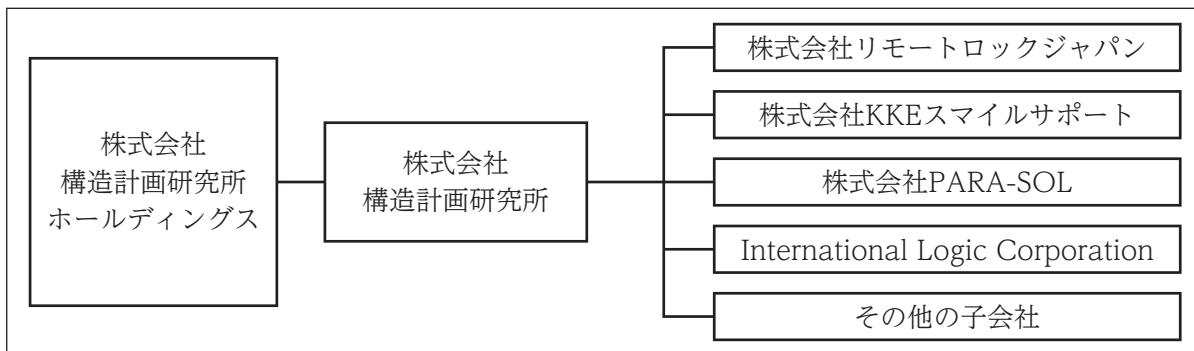 株式会社
構造計画研究所
ホールディングス
株式会社
構造計画研究所
株式会社リモートロックジャパン
株式会社KKEスマイルサポート
株式会社PARA-SOL
International Logic Corporation
その他の子会社